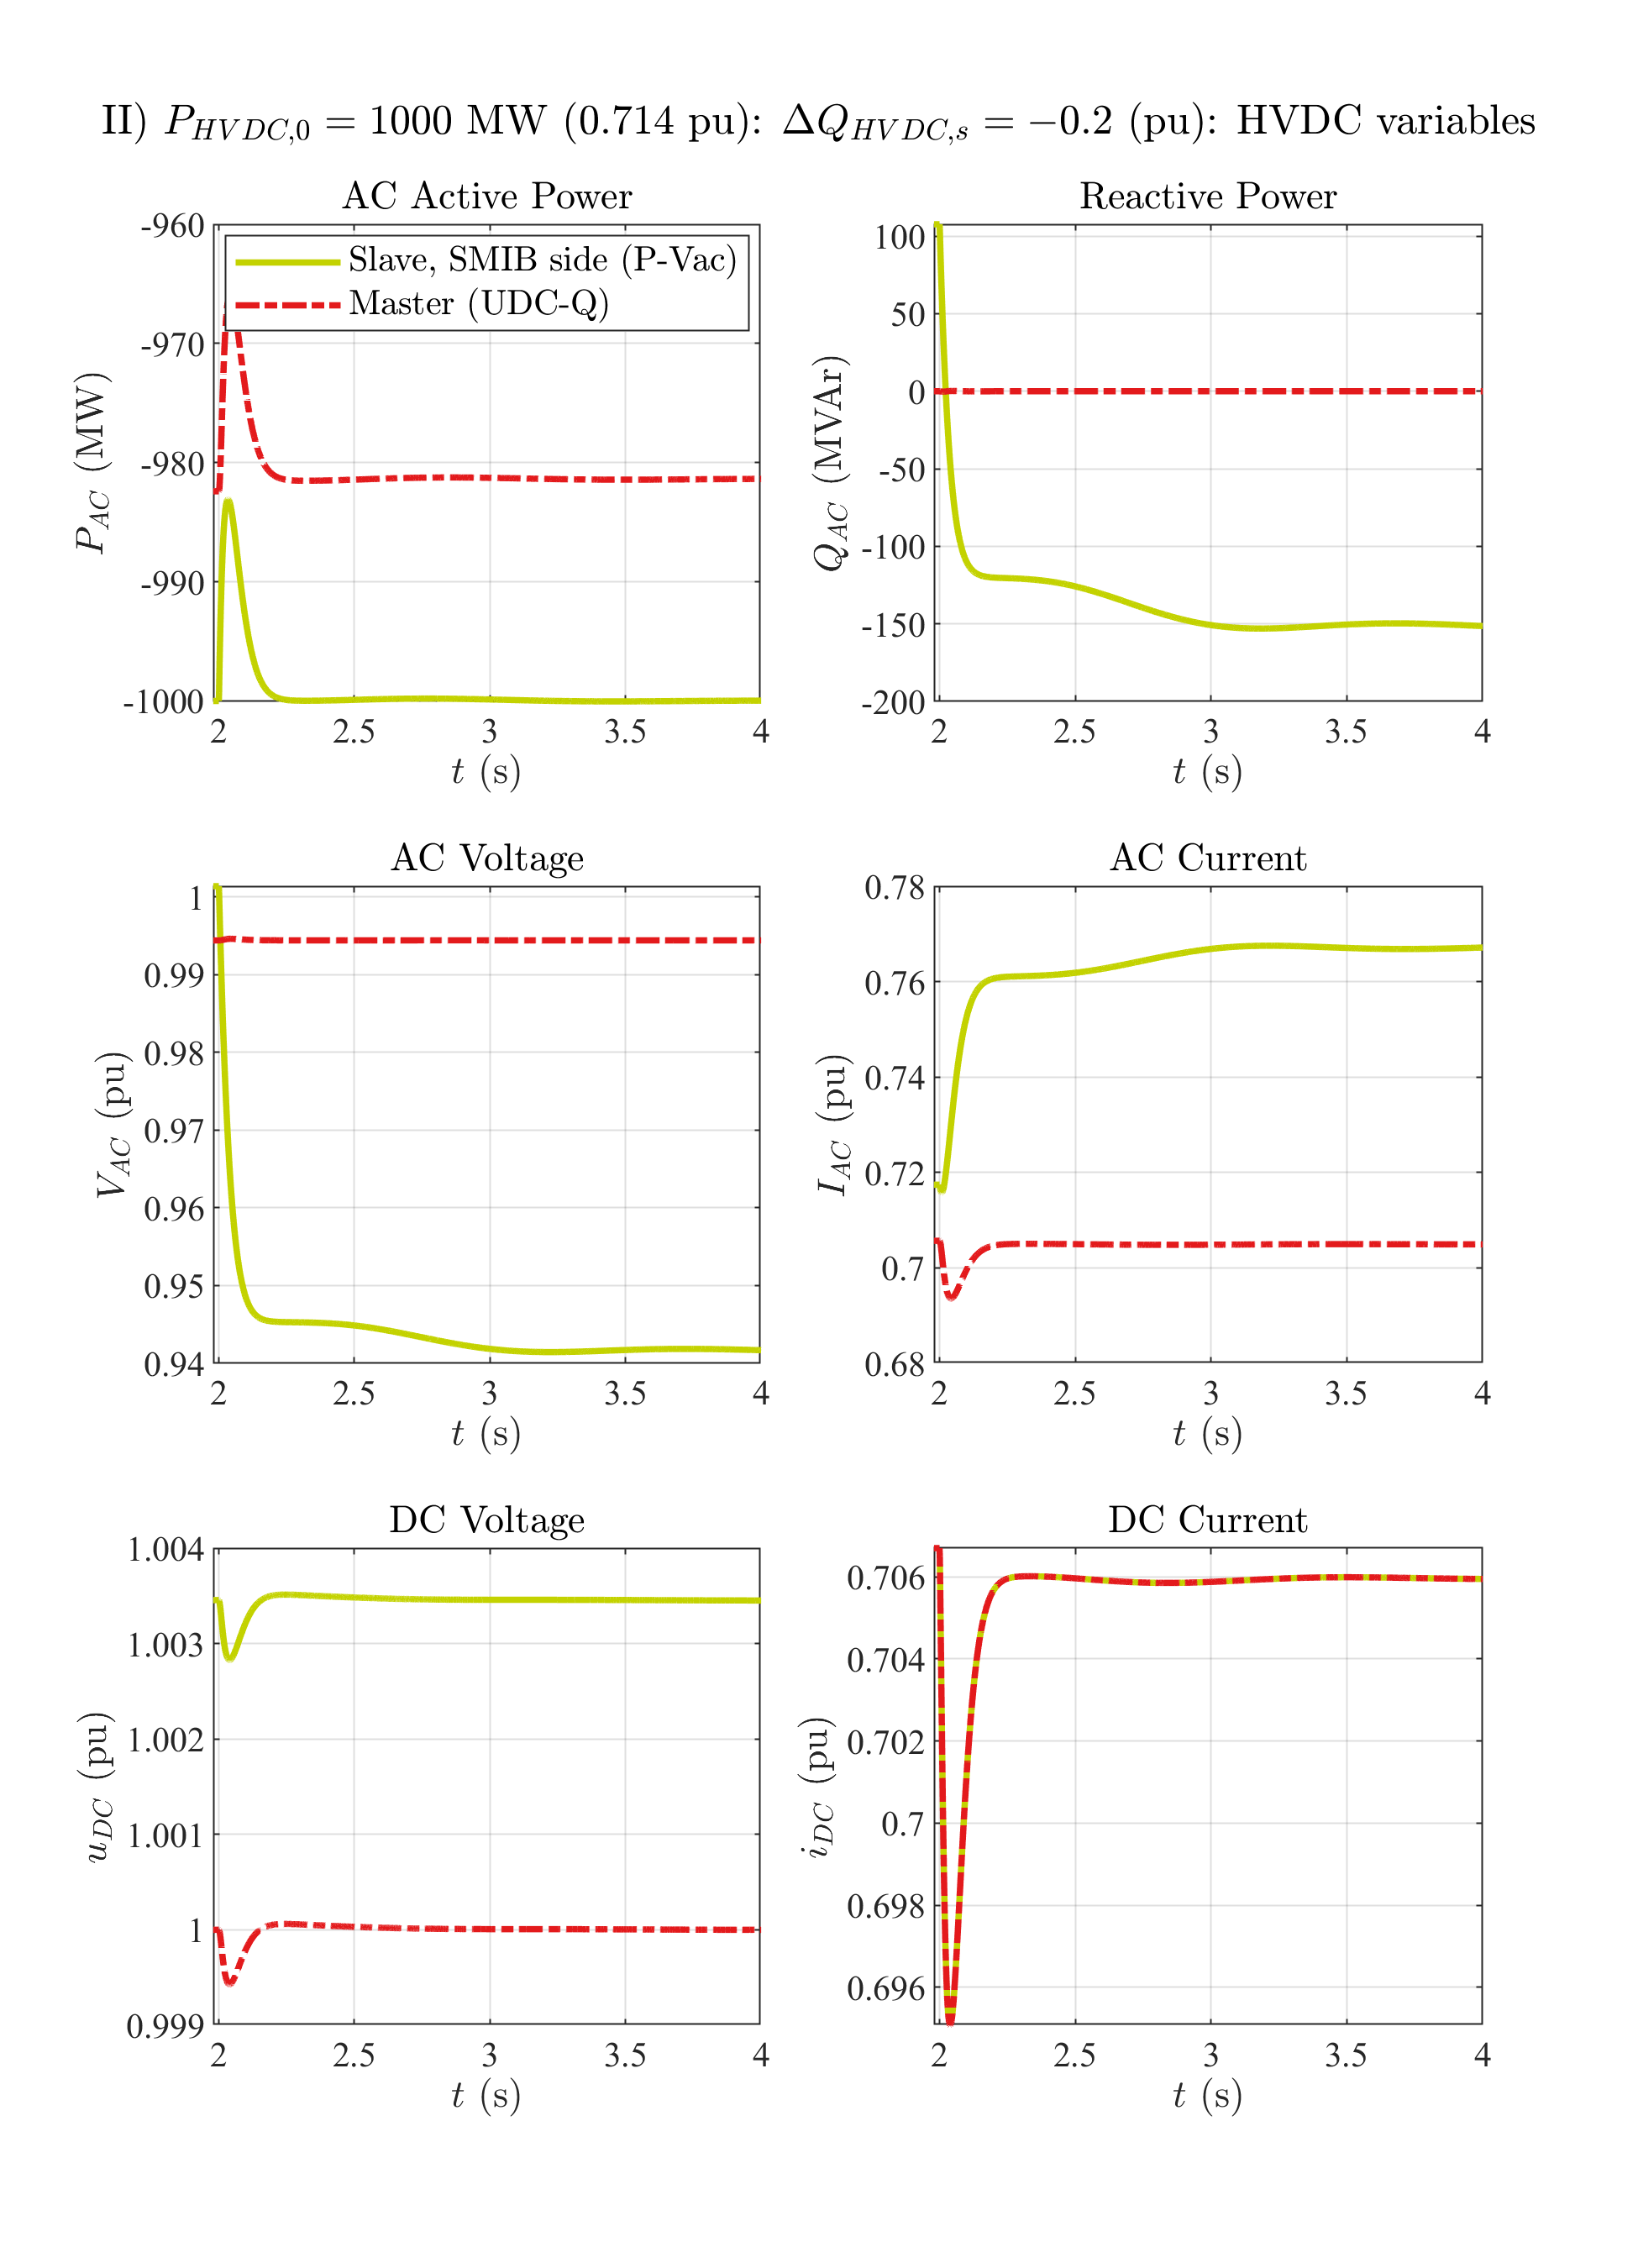 II) P_{HVDC,0} = 1000 MW (0.714 pu): ΔQ_{HVDC,s} = −0.2 (pu): HVDC variables
AC Active Power
-960
-970
-980
-990
-1000
P_{AC} (MW)
Slave, SMIB side (P-Vac)
Master (UDC-Q)
2 2.5 3 3.5 4
t (s)
Reactive Power
100
50
0
-50
-100
-150
-200
Q_{AC} (MVAr)
2 2.5 3 3.5 4
t (s)
AC Voltage
1
0.99
0.98
0.97
0.96
0.95
0.94
V_{AC} (pu)
2 2.5 3 3.5 4
t (s)
AC Current
0.78
0.76
0.74
0.72
0.7
0.68
I_{AC} (pu)
2 2.5 3 3.5 4
t (s)
DC Voltage
1.004
1.003
1.002
1.001
1
0.999
u_{DC} (pu)
2 2.5 3 3.5 4
t (s)
DC Current
0.706
0.704
0.702
0.7
0.698
0.696
i_{DC} (pu)
2 2.5 3 3.5 4
t (s)